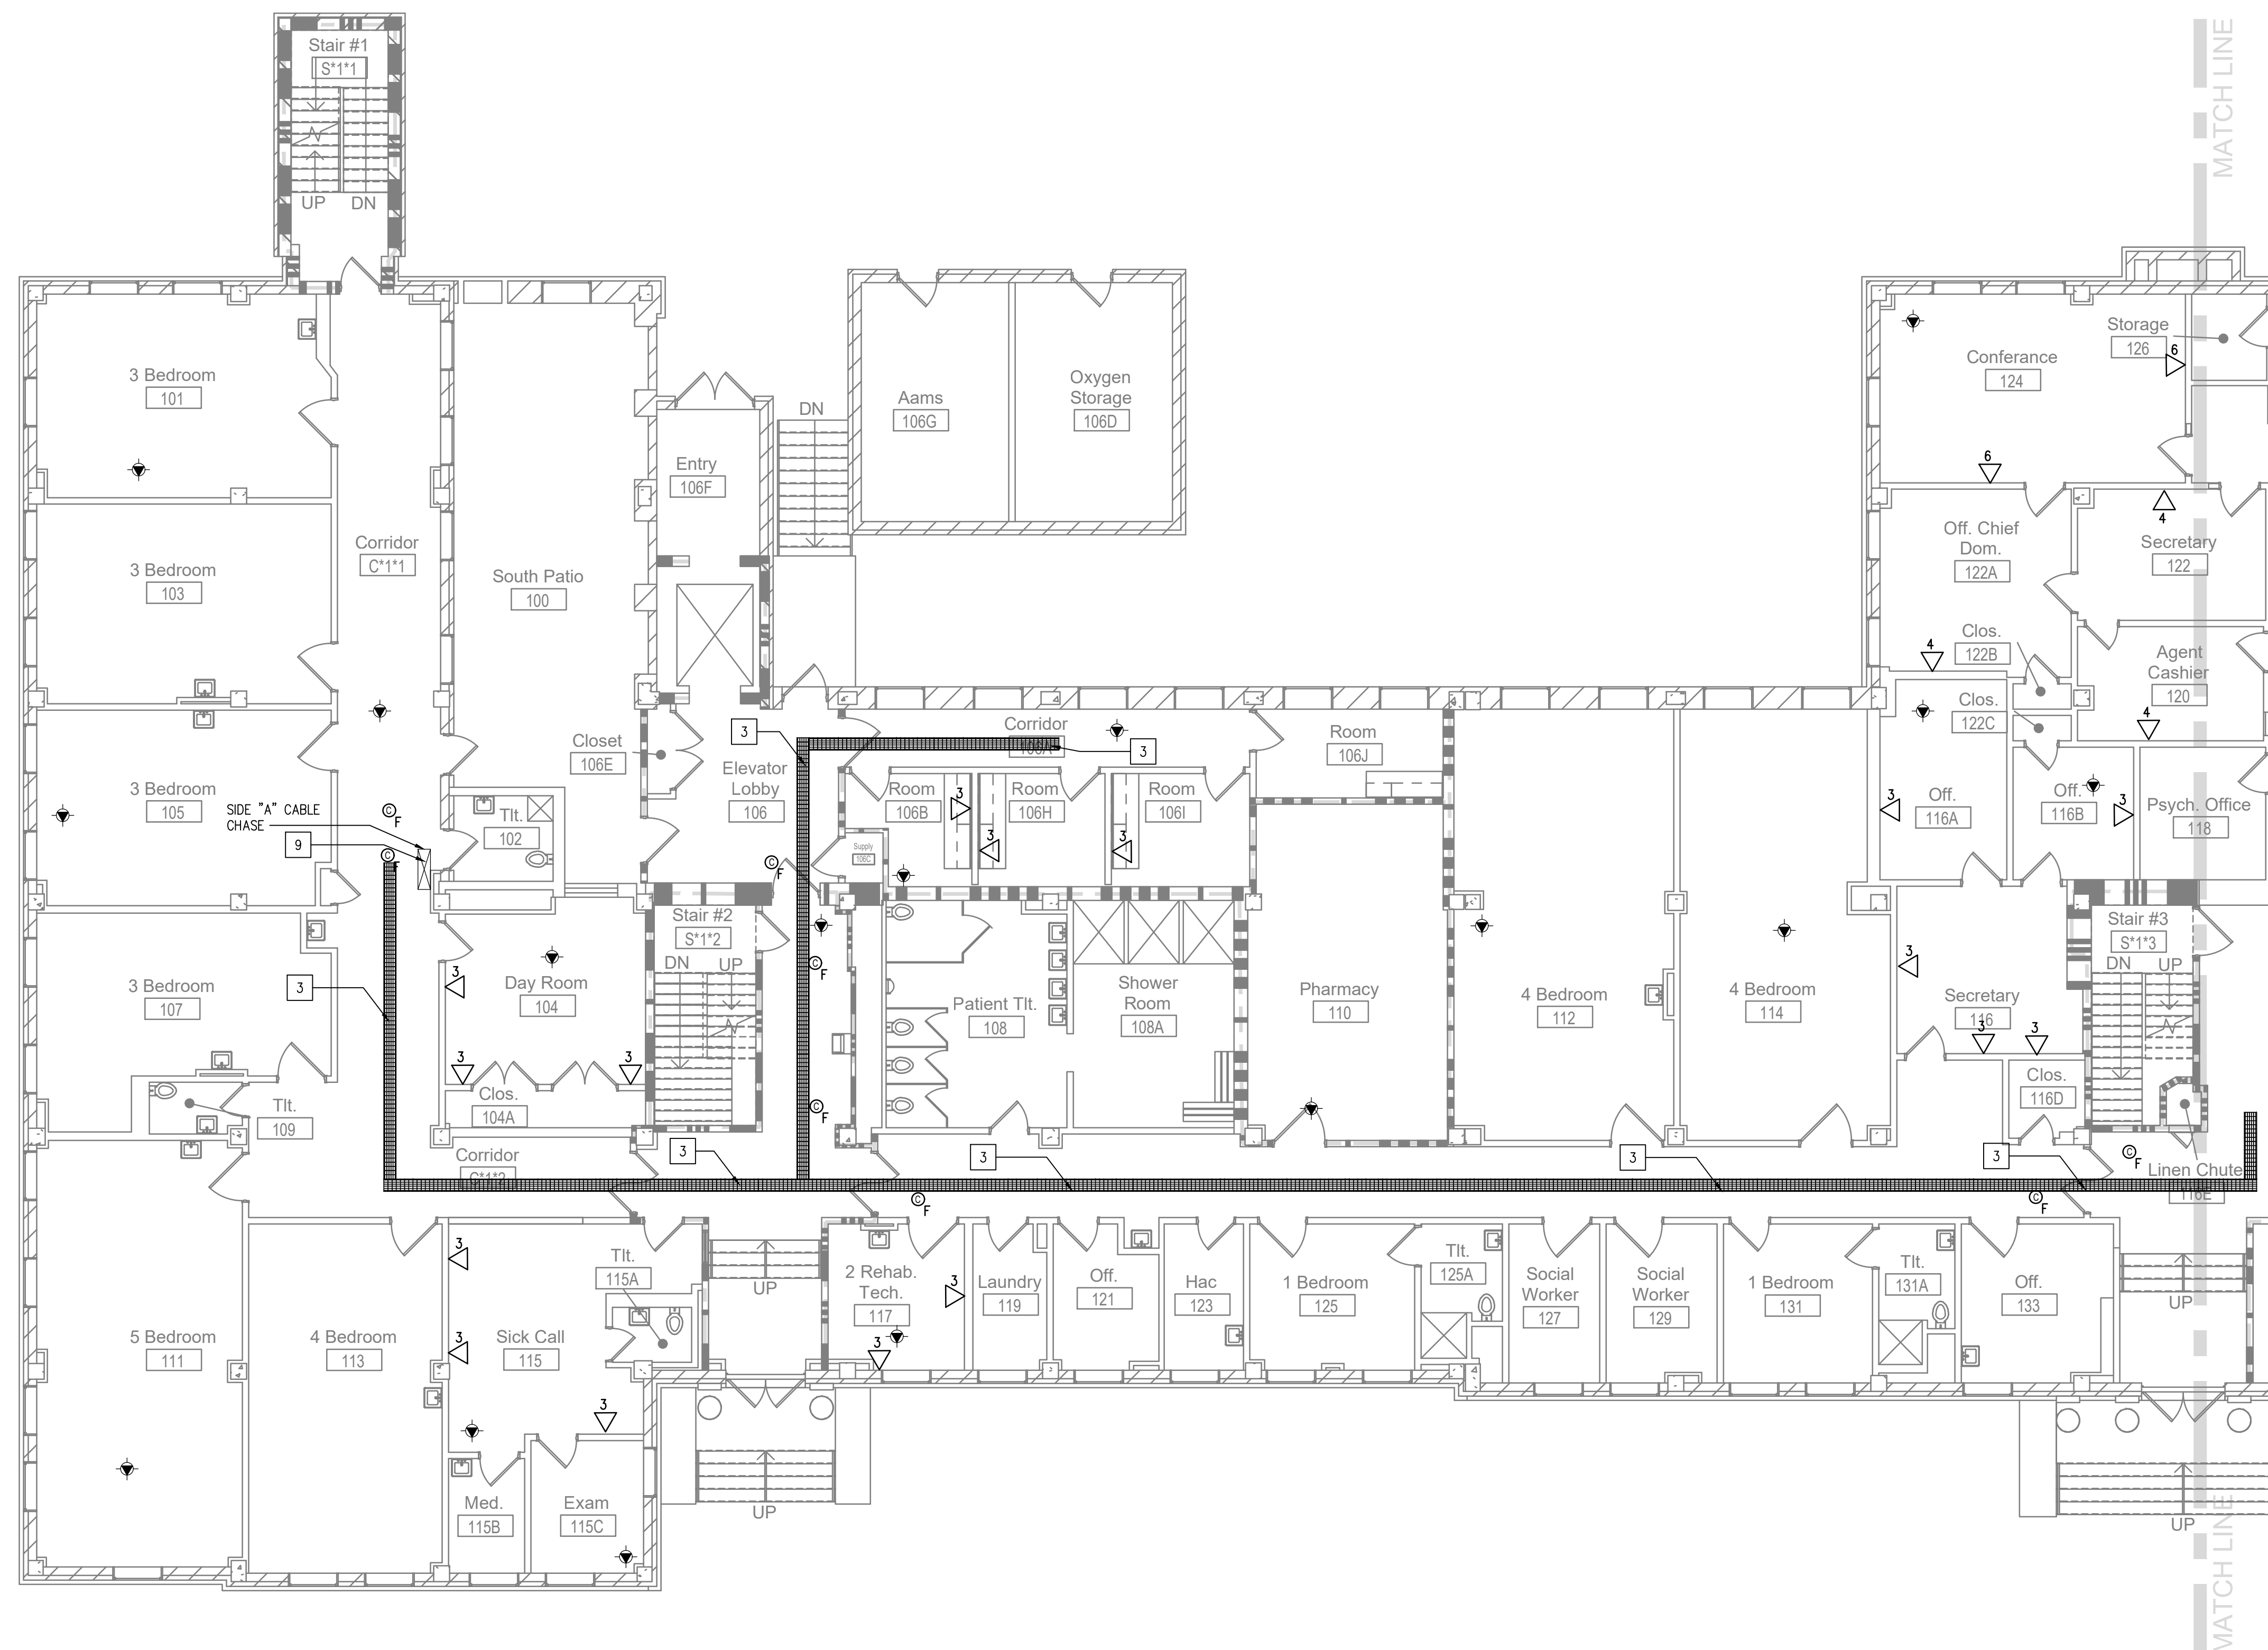 Stair #1
S*1*1
UP
DN
MATCH LINE
3 Bedroom
101
3 Bedroom
103
Corridor
C*1*1
South Patio
100
Entry
106F
DN
Aams
106G
Oxygen
Storage
106D
Conferance
124
Storage
126
6
6
4
Off. Chief
Dom.
122A
Secretary
122
Clos.
122B
4
Agent
Cashier
120
Clos.
122C
4
3 Bedroom
105
SIDE "A" CABLE
CHASE
9
C
F
C
F
Tlt.
102
Closet
106E
Elevator
Lobby
106
3
Corridor
106A
3
Room
106J
Room
106B
3
Room
106H
3
Room
106I
3
Supply
106C
C
F
3
Off.
116A
Off.
116B
3
Psych. Office
118
3 Bedroom
107
3
3
Day Room
104
Stair #2
S*1*2
DN
UP
C
F
Patient Tlt.
108
Shower
Room
108A
Pharmacy
110
4 Bedroom
112
4 Bedroom
114
3
Secretary
116
3
3
Stair #3
S*1*3
DN
UP
3
3
Clos.
104A
C
F
Clos.
116D
Tlt.
109
Corridor
C*1*2
3
3
3
3
C
F
Linen Chute
116E
C
F
C
F
5 Bedroom
111
4 Bedroom
113
3
3
Tlt.
115A
Sick Call
115
3
UP
2 Rehab.
Tech.
117
3
3
Laundry
119
Off.
121
Hac
123
1 Bedroom
125
Tlt.
125A
Social
Worker
127
Social
Worker
129
1 Bedroom
131
Tlt.
131A
Off.
133
UP
Med.
115B
Exam
115C
UP
UP
MATCH LINE